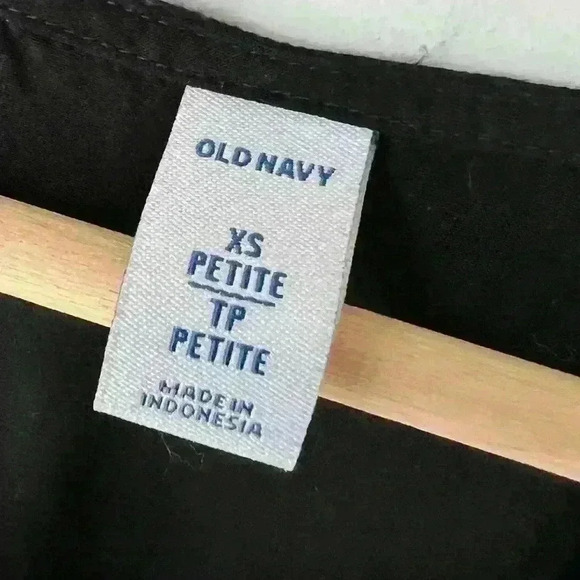 OLD NAVY
XS
PETITE
TP
PETITE
MADE IN
INDONESIA